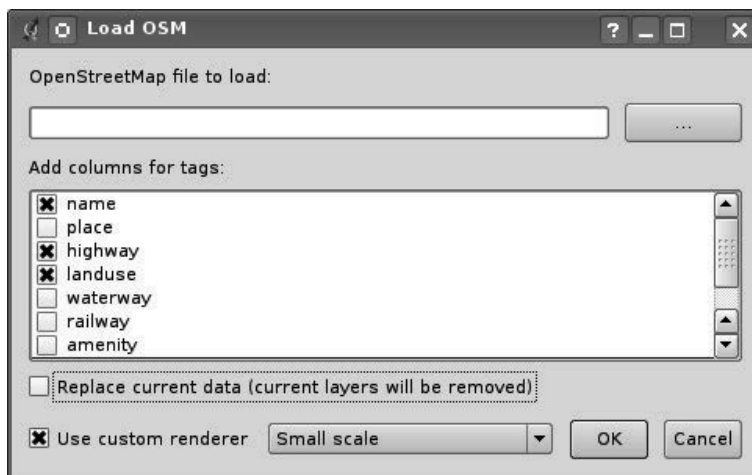 Load OSM
OpenStreetMap file to load:
...
Add columns for tags:
name
place
highway
landuse
waterway
railway
amenity
Replace current data (current layers will be removed)
Use custom renderer Small scale OK Cancel